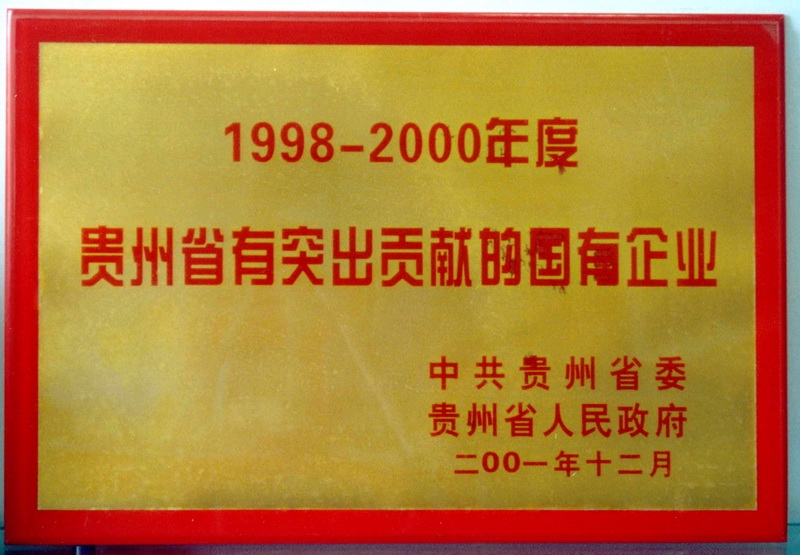 1998-2000年度
贵州省有突出贡献的国有企业
中共贵州省委
贵州省人民政府
二00一年十二月